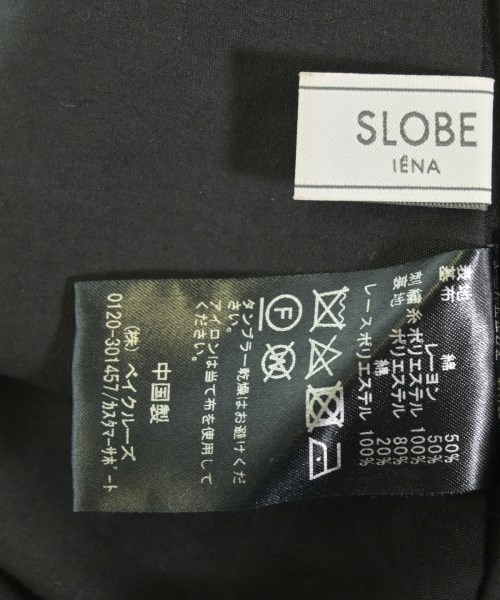 SLOBE
IÉNA
表地
基布 綿 50%
レーヨン 50%
刺繍糸 ポリエステル 100%
裏地 ポリエステル 80%
綿 20%
レース ポリエステル 100%
F
タンブラー乾燥はお避けくだ
さい。
アイロンは当て布を使用して
ください。
中国製
(株)ベイクルーズ
0120-301457/カスタマーサポート